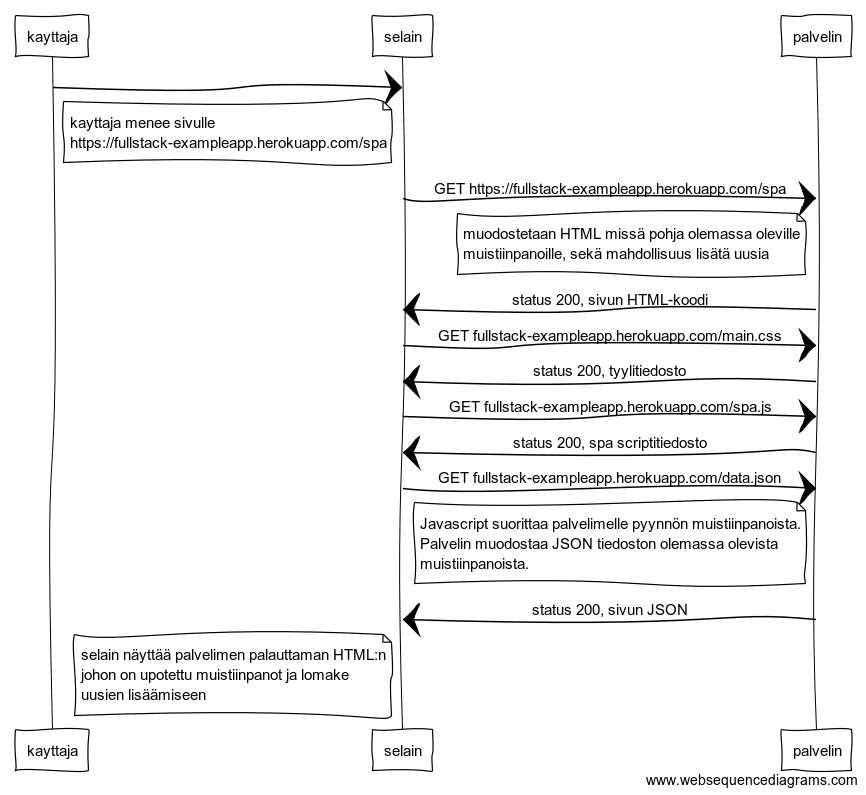 kayttaja
selain
palvelin
kayttaja menee sivulle
https://fullstack-exampleapp.herokuapp.com/spa
GET https://fullstack-exampleapp.herokuapp.com/spa
muodostetaan HTML missä pohja olemassa oleville
muistiinpanoille, sekä mahdollisuus lisätä uusia
status 200, sivun HTML-koodi
GET fullstack-exampleapp.herokuapp.com/main.css
status 200, tyylitiedosto
GET fullstack-exampleapp.herokuapp.com/spa.js
status 200, spa scriptitiedosto
GET fullstack-exampleapp.herokuapp.com/data.json
Javascript suorittaa palvelimelle pyynnön muistiinpanoista.
Palvelin muodostaa JSON tiedoston olemassa olevista
muistiinpanoista.
status 200, sivun JSON
selain näyttää palvelimen palauttaman HTML:n
johon on upotettu muistiinpanot ja lomake
uusien lisäämiseen
kayttaja
selain
palvelin
www.websequencediagrams.com